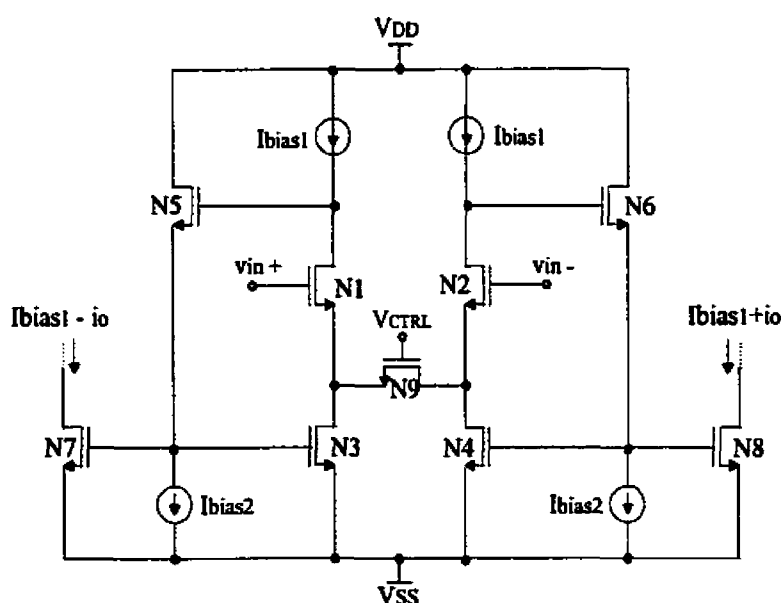 VDD
Ibias1
Ibias1
N5
N6
vin +
N1
N2
vin -
VCTRL
Ibias1 - io
Ibias1+io
N9
N7
N3
N4
N8
Ibias2
Ibias2
VSS